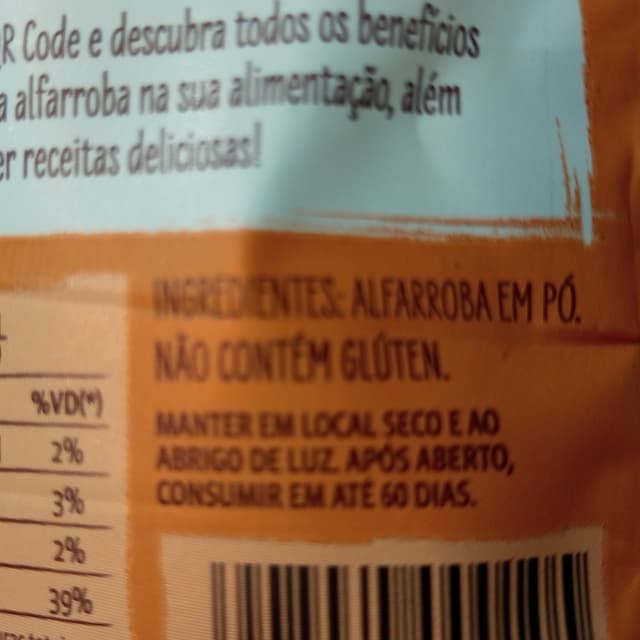 QR Code e descubra todos os benefícios
a alfarroba na sua alimentação, além
er receitas deliciosas!
INGREDIENTES: ALFARROBA EM PÓ.
NÃO CONTÉM GLÚTEN.
MANTER EM LOCAL SECO E AO
ABRIGO DE LUZ. APÓS ABERTO,
CONSUMIR EM ATÉ 60 DIAS.
%VD(*)
2%
3%
2%
39%